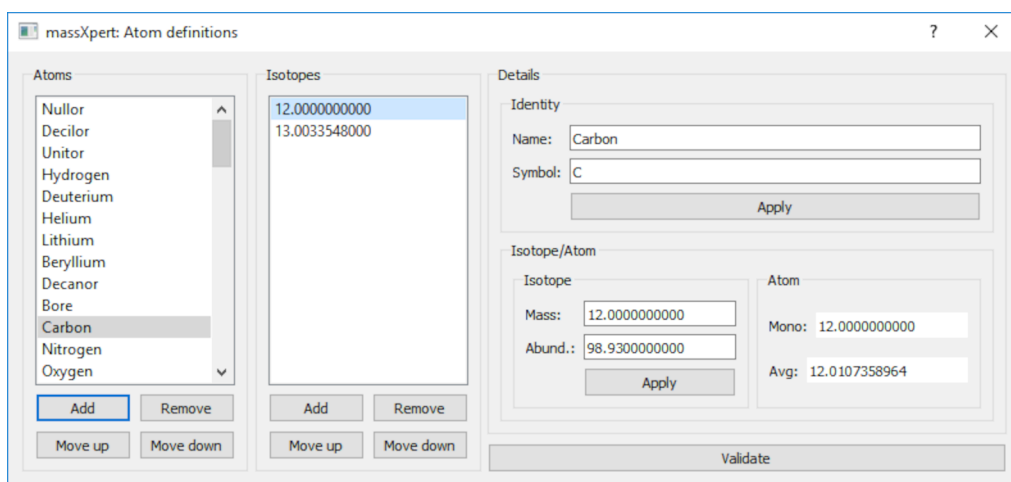 massXpert: Atom definitions
?
Atoms
Nullor
Decilor
Unitor
Hydrogen
Deuterium
Helium
Lithium
Beryllium
Decanor
Bore
Carbon
Nitrogen
Oxygen
Add Remove
Move up Move down
Isotopes
12.0000000000
13.0033548000
Add Remove
Move up Move down
Details
Identity
Name: Carbon
Symbol: C
Apply
Isotope/Atom
Isotope
Mass: 12.0000000000
Abund.: 98.9300000000
Apply
Atom
Mono: 12.0000000000
Avg: 12.0107358964
Validate